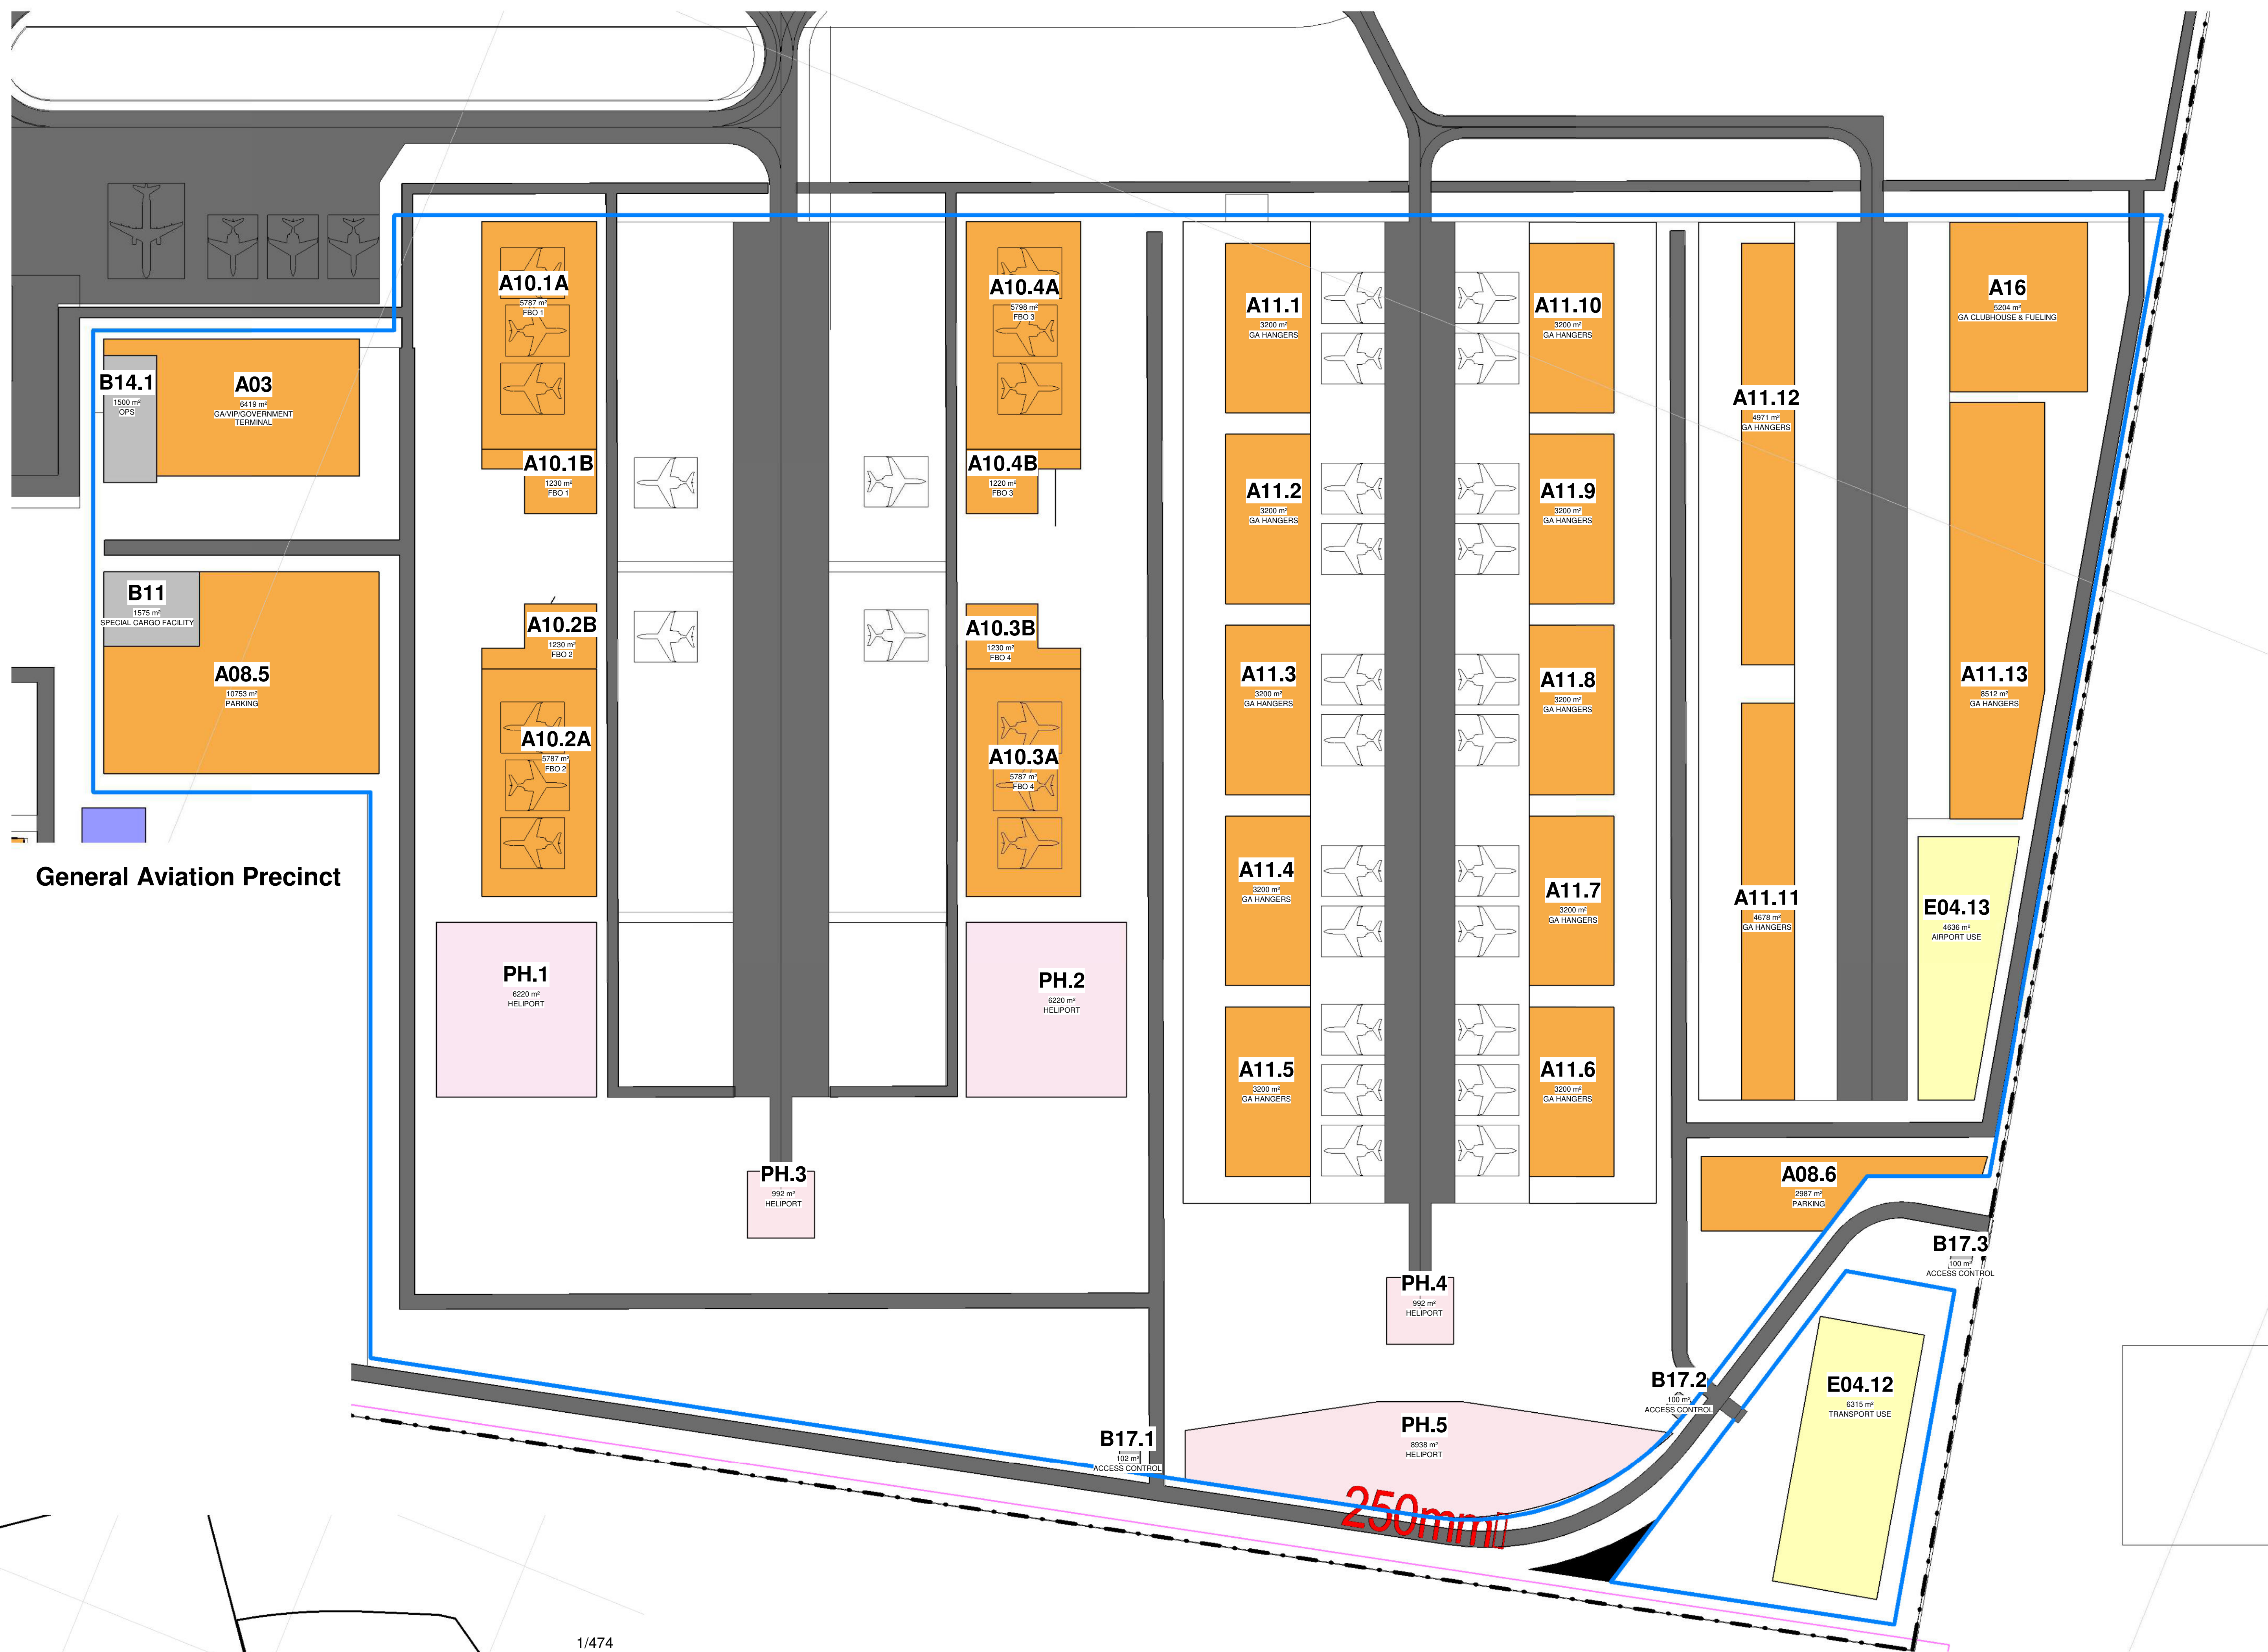 A10.1A
5787 m²
FBO 1
A10.4A
5798 m²
FBO 3
A11.1
3200 m²
GA HANGERS
A11.10
3200 m²
GA HANGERS
A16
5204 m²
GA CLUBHOUSE & FUELING
B14.1
1500 m²
OPS
A03
6419 m²
GA/VIP/GOVERNMENT
TERMINAL
A11.12
4971 m²
GA HANGERS
A10.1B
1230 m²
FBO 1
A10.4B
1220 m²
FBO 3
A11.2
3200 m²
GA HANGERS
A11.9
3200 m²
GA HANGERS
B11
1575 m²
SPECIAL CARGO FACILITY
A10.2B
1230 m²
FBO 2
A10.3B
1230 m²
FBO 4
A08.5
10753 m²
PARKING
A11.3
3200 m²
GA HANGERS
A11.8
3200 m²
GA HANGERS
A11.13
8512 m²
GA HANGERS
A10.2A
5787 m²
FBO 2
A10.3A
5787 m²
FBO 4
General Aviation Precinct
A11.4
3200 m²
GA HANGERS
A11.7
3200 m²
GA HANGERS
A11.11
4678 m²
GA HANGERS
E04.13
4636 m²
AIRPORT USE
PH.1
6220 m²
HELIPORT
PH.2
6220 m²
HELIPORT
A11.5
3200 m²
GA HANGERS
A11.6
3200 m²
GA HANGERS
PH.3
992 m²
HELIPORT
A08.6
2987 m²
PARKING
B17.3
100 m²
ACCESS CONTROL
PH.4
992 m²
HELIPORT
B17.2
100 m²
ACCESS CONTROL
E04.12
6315 m²
TRANSPORT USE
B17.1
102 m²
ACCESS CONTROL
PH.5
8938 m²
HELIPORT
250mm
1/474